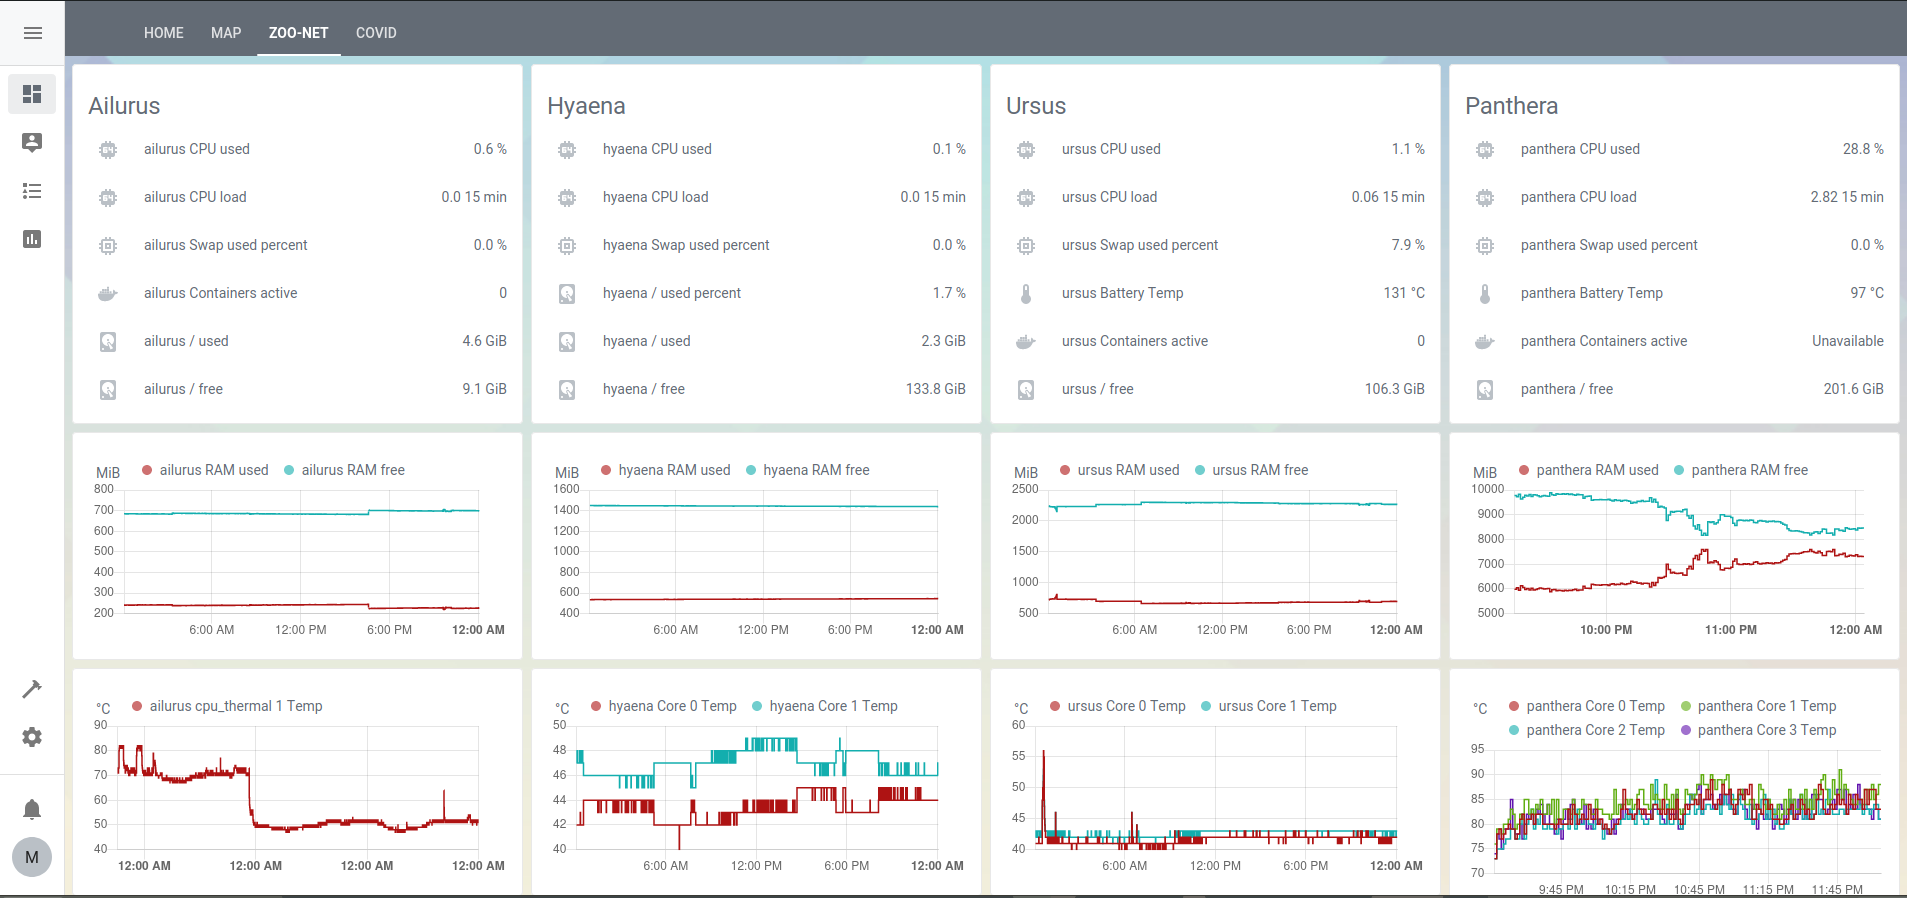 HOME MAP ZOO-NET COVID
Ailurus
ailurus CPU used 0.6 %
ailurus CPU load 0.0 15 min
ailurus Swap used percent 0.0 %
ailurus Containers active 0
ailurus / used 4.6 GiB
ailurus / free 9.1 GiB
Hyaena
hyaena CPU used 0.1 %
hyaena CPU load 0.0 15 min
hyaena Swap used percent 0.0 %
hyaena / used percent 1.7 %
hyaena / used 2.3 GiB
hyaena / free 133.8 GiB
Ursus
ursus CPU used 1.1 %
ursus CPU load 0.06 15 min
ursus Swap used percent 7.9 %
ursus Battery Temp 131 °C
ursus Containers active 0
ursus / free 106.3 GiB
Panthera
panthera CPU used 28.8 %
panthera CPU load 2.82 15 min
panthera Swap used percent 0.0 %
panthera Battery Temp 97 °C
panthera Containers active Unavailable
panthera / free 201.6 GiB
MiB ailurus RAM used ailurus RAM free
800
700
600
500
400
300
200
6:00 AM 12:00 PM 6:00 PM 12:00 AM
MiB hyaena RAM used hyaena RAM free
1600
1400
1200
1000
800
600
400
6:00 AM 12:00 PM 6:00 PM 12:00 AM
MiB ursus RAM used ursus RAM free
2500
2000
1500
1000
500
6:00 AM 12:00 PM 6:00 PM 12:00 AM
MiB panthera RAM used panthera RAM free
10000
9000
8000
7000
6000
5000
10:00 PM 11:00 PM 12:00 AM
°C ailurus cpu_thermal 1 Temp
90
80
70
60
50
40
12:00 AM 12:00 AM 12:00 AM 12:00 AM
°C hyaena Core 0 Temp hyaena Core 1 Temp
50
48
46
44
42
40
6:00 AM 12:00 PM 6:00 PM 12:00 AM
°C ursus Core 0 Temp ursus Core 1 Temp
60
55
50
45
40
6:00 AM 12:00 PM 6:00 PM 12:00 AM
°C panthera Core 0 Temp panthera Core 1 Temp
panthera Core 2 Temp panthera Core 3 Temp
95
90
85
80
75
70
9:45 PM 10:15 PM 10:45 PM 11:15 PM 11:45 PM
M